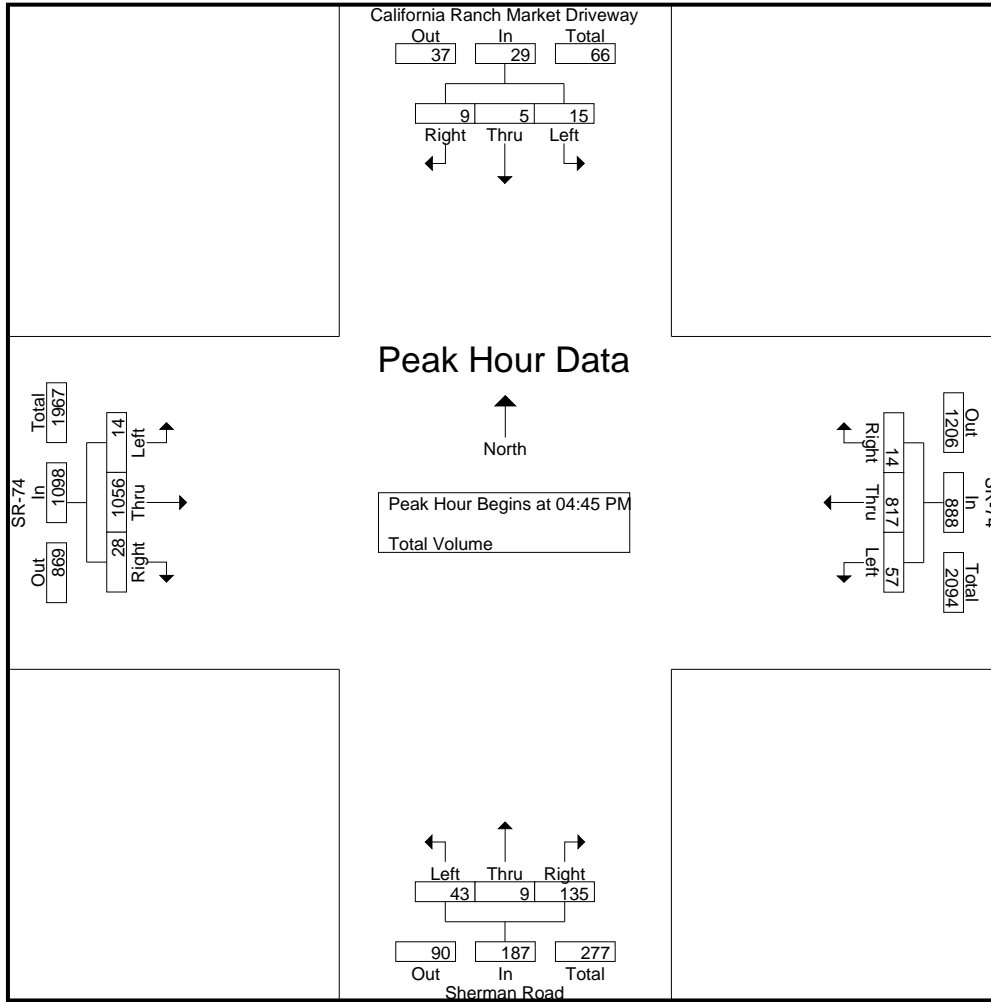 California Ranch Market Driveway
Out In Total
37 29 66
9 5 15
Right Thru Left
Peak Hour Data
North
Peak Hour Begins at 04:45 PM
Total Volume
SR-74
Total In Out
1967 1098 869
14 1056 28
Left Thru Right
Right Thru Left
14 817 57
1206 888 2094
Out In Total
SR-74
Left Thru Right
43 9 135
90 187 277
Out In Total
Sherman Road